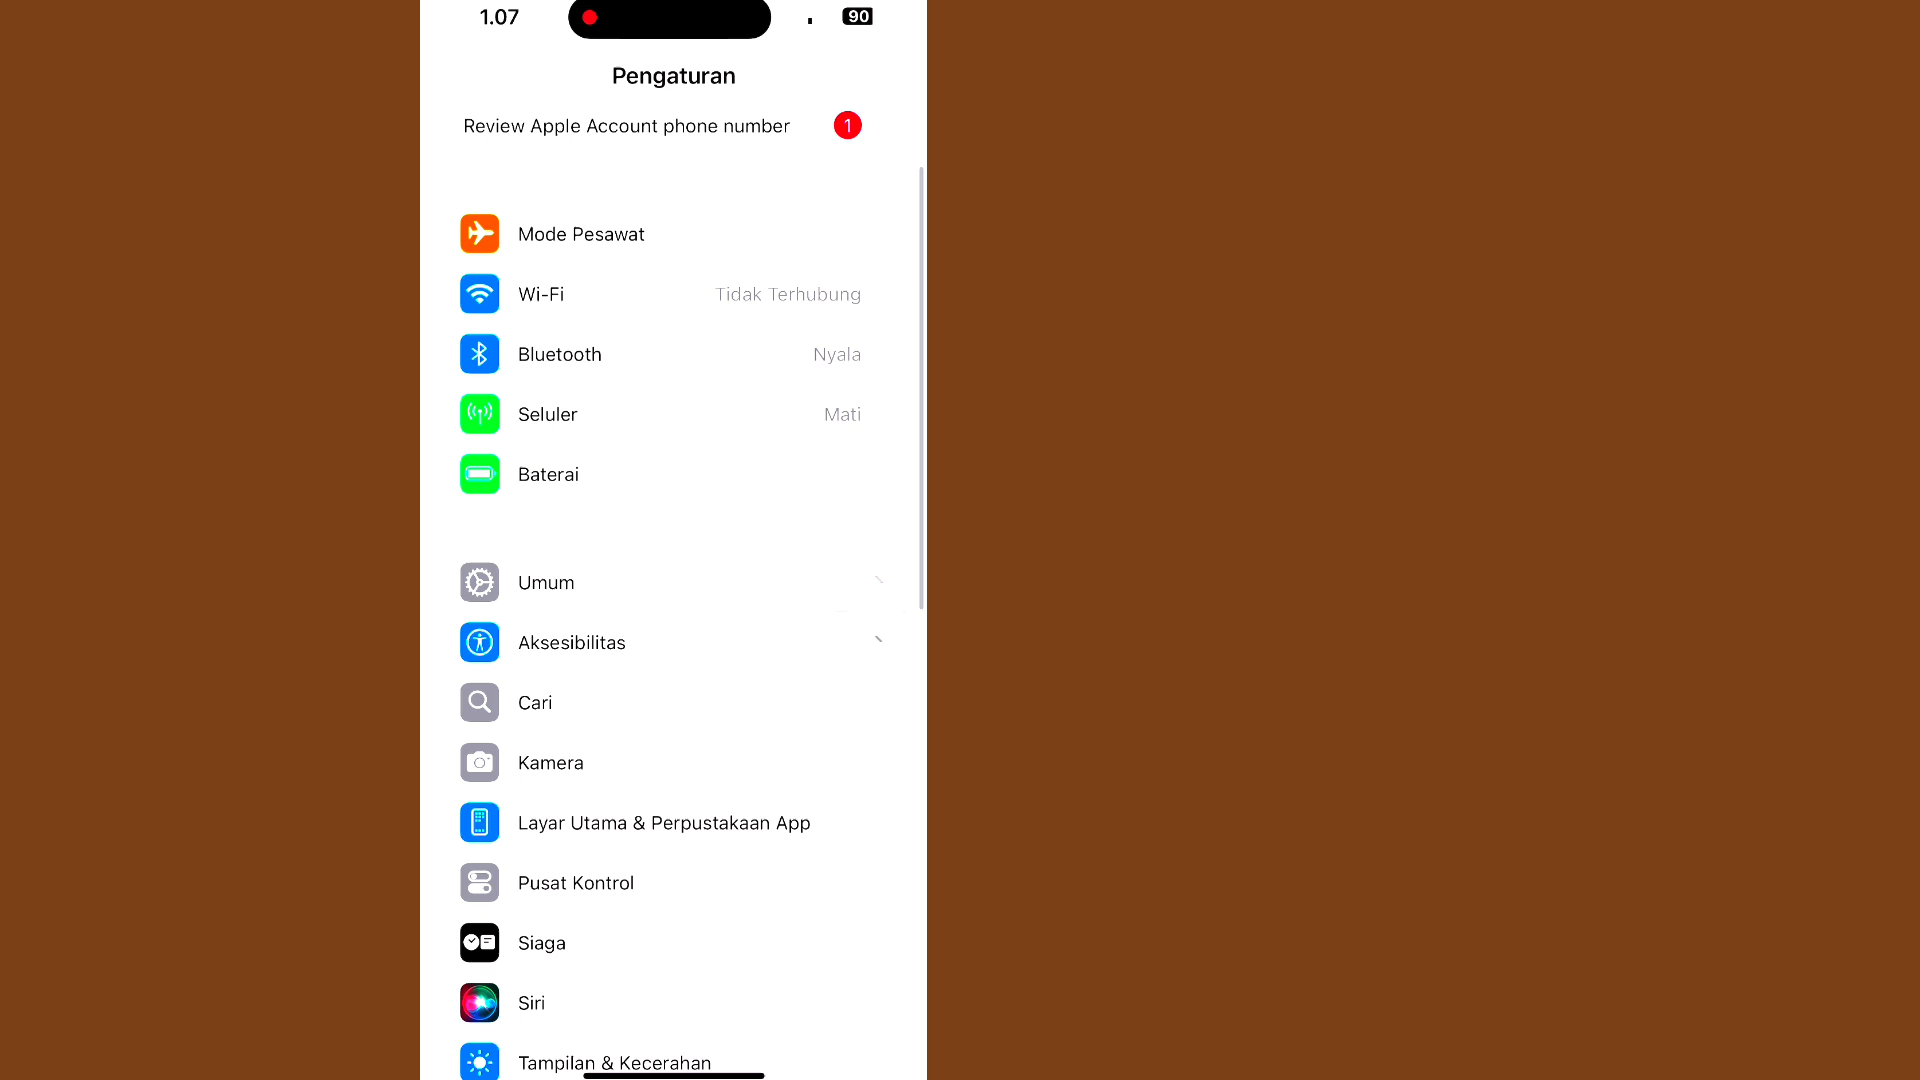 1.07
90
Pengaturan
Review Apple Account phone number
1
Mode Pesawat
Wi-Fi Tidak Terhubung
Bluetooth Nyala
Seluler Mati
Baterai
Umum
Aksesibilitas
Cari
Kamera
Layar Utama & Perpustakaan App
Pusat Kontrol
Siaga
Siri
Tampilan & Kecerahan